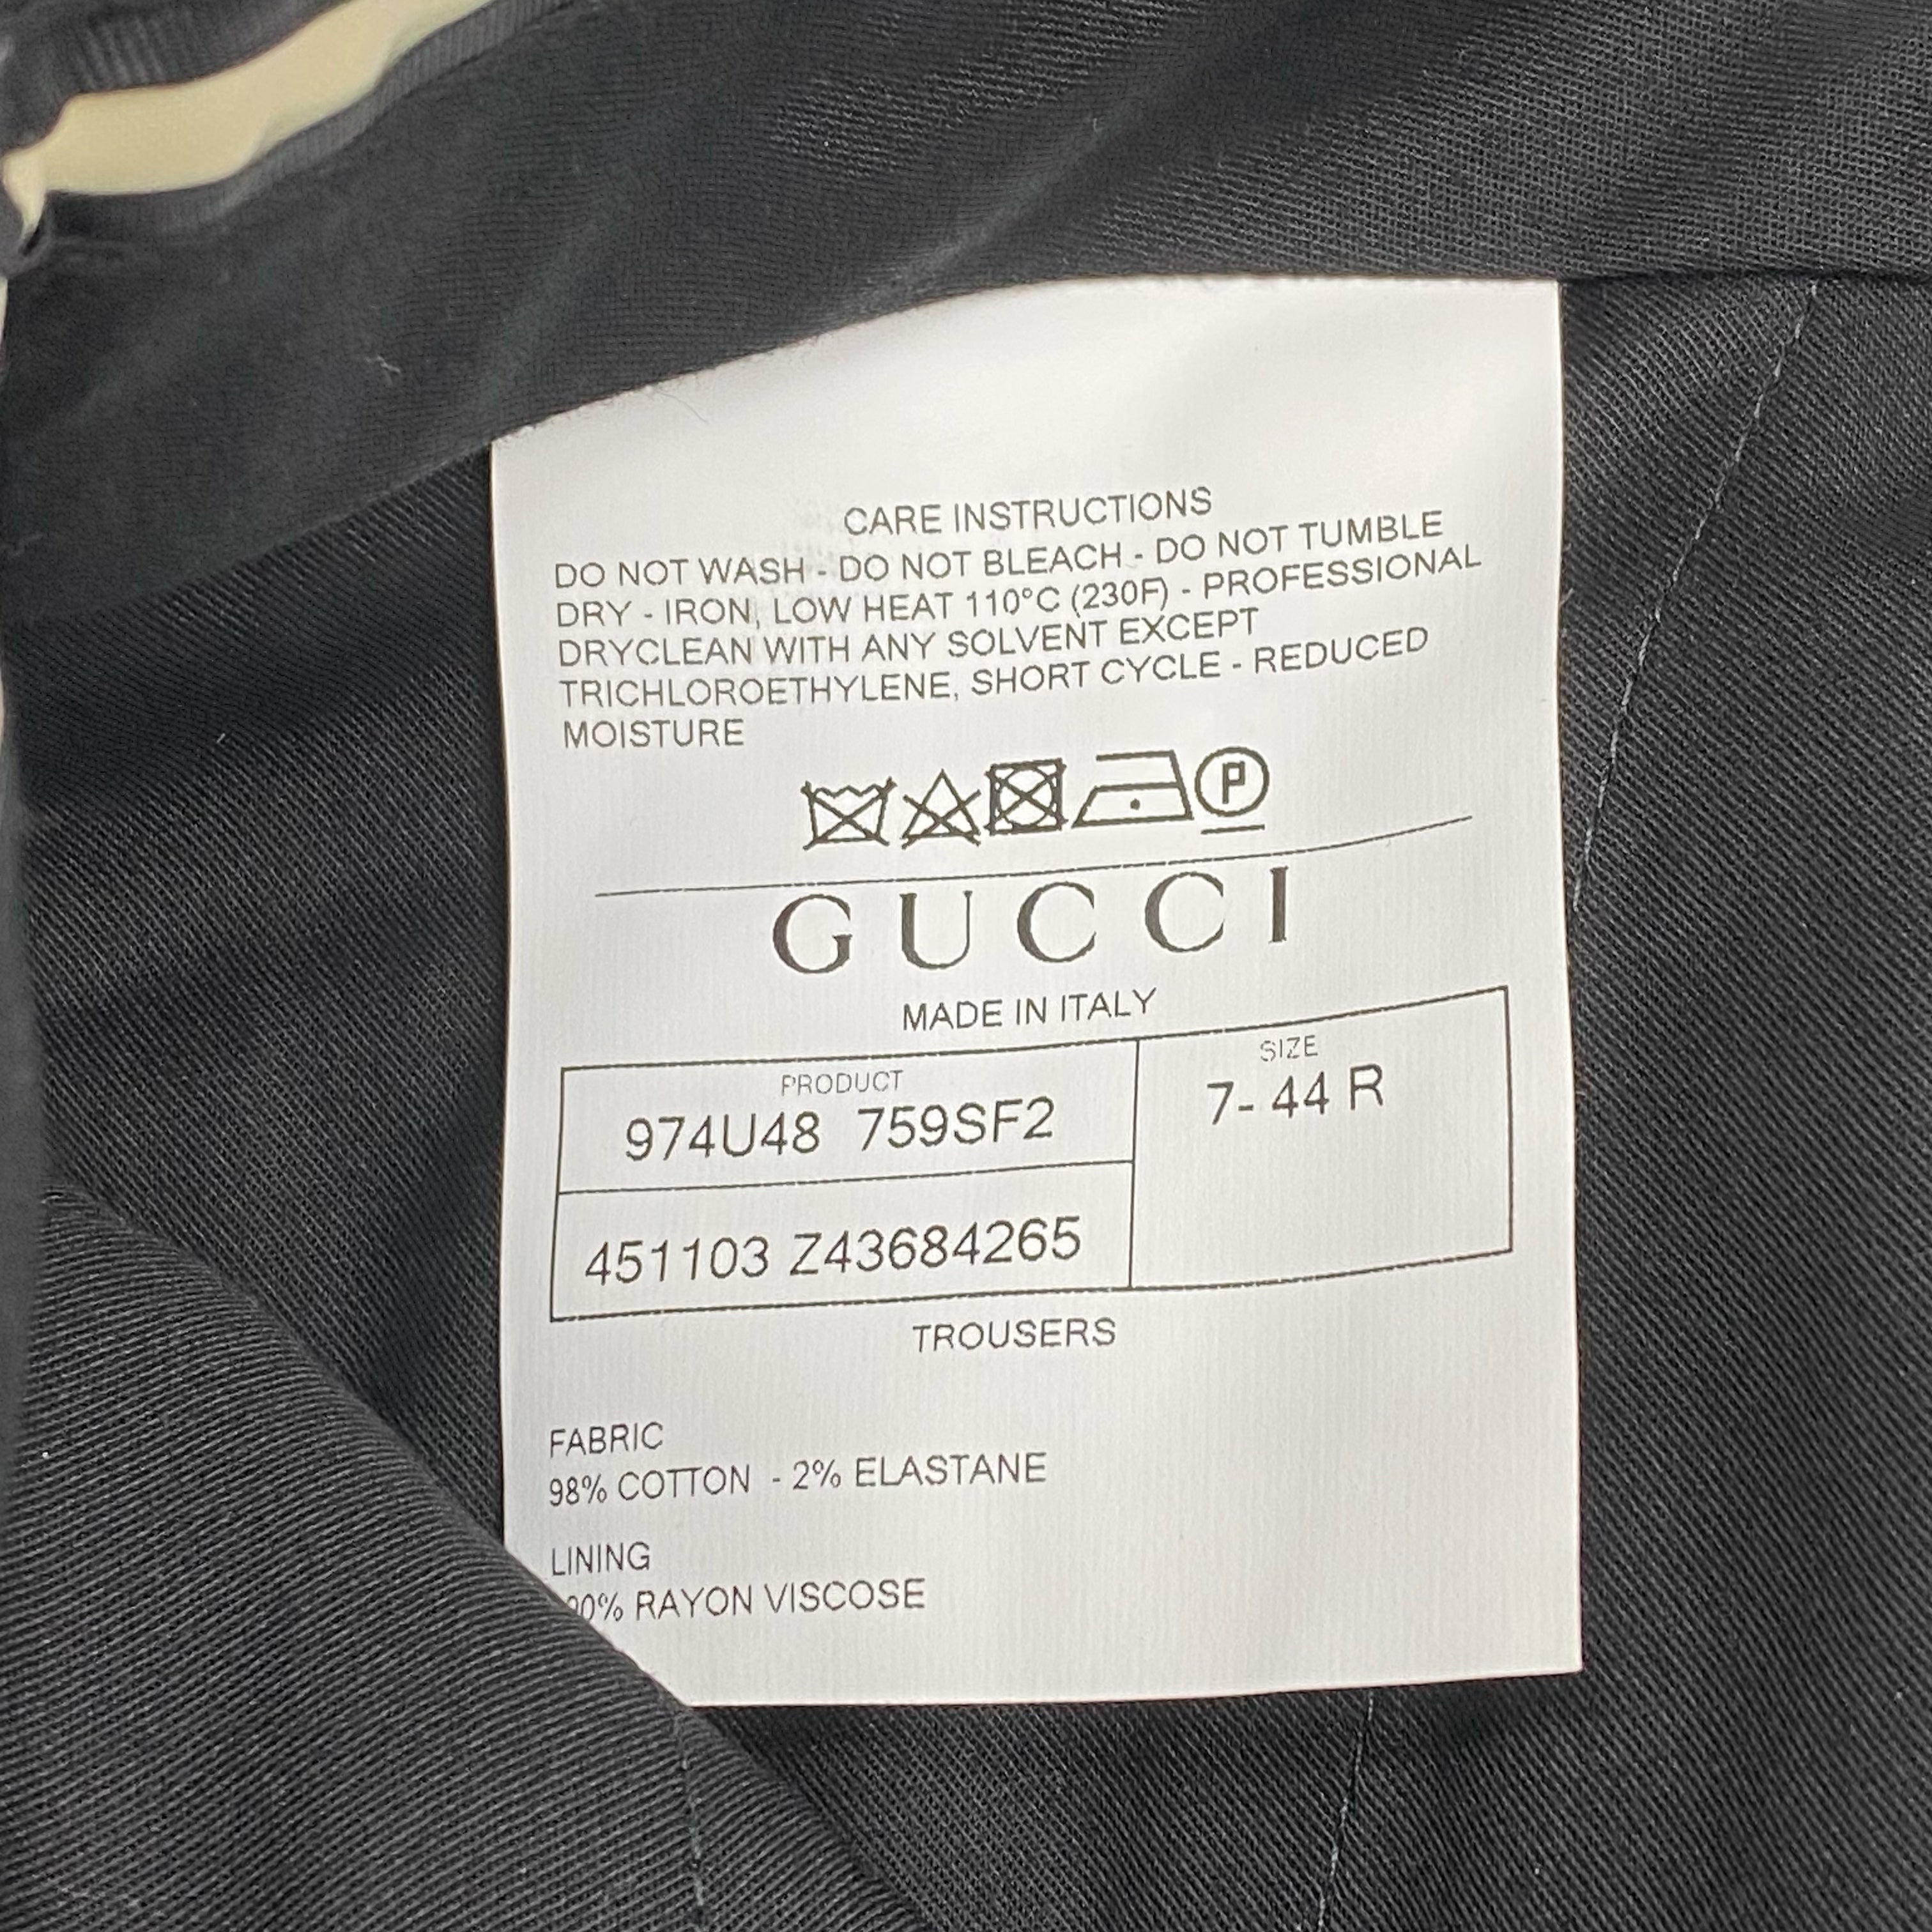 CARE INSTRUCTIONS
DO NOT WASH - DO NOT BLEACH - DO NOT TUMBLE
DRY - IRON, LOW HEAT 110°C (230F) - PROFESSIONAL
DRYCLEAN WITH ANY SOLVENT EXCEPT
TRICHLOROETHYLENE, SHORT CYCLE - REDUCED
MOISTURE
P
GUCCI
MADE IN ITALY
PRODUCT
974U48 759SF2
SIZE
7- 44 R
451103 Z43684265
TROUSERS
FABRIC
98% COTTON - 2% ELASTANE
LINING
RAYON VISCOSE